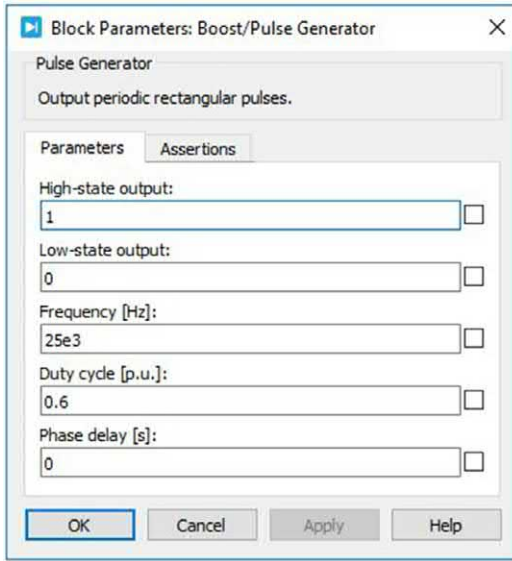 Block Parameters: Boost/Pulse Generator
Pulse Generator
Output periodic rectangular pulses.
Parameters Assertions
High-state output:
1
Low-state output:
0
Frequency [Hz]:
25e3
Duty cycle [p.u.]:
0.6
Phase delay [s]:
0
OK Cancel Apply Help